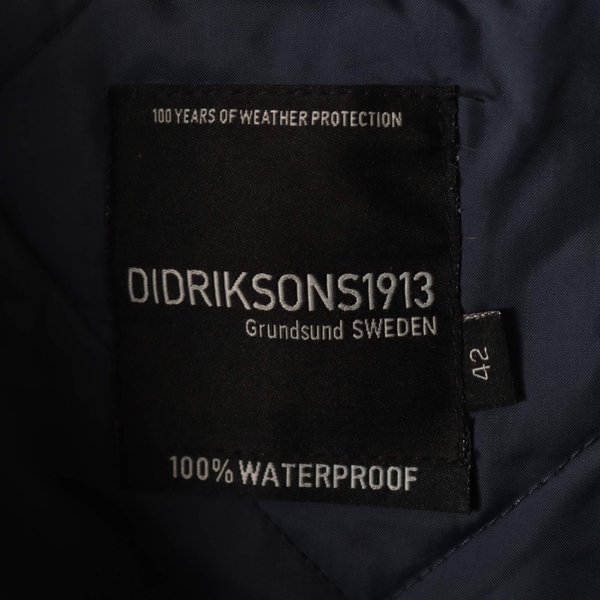 100 YEARS OF WEATHER PROTECTION
DIDRIKSONS1913
Grundsund SWEDEN
42
100% WATERPROOF